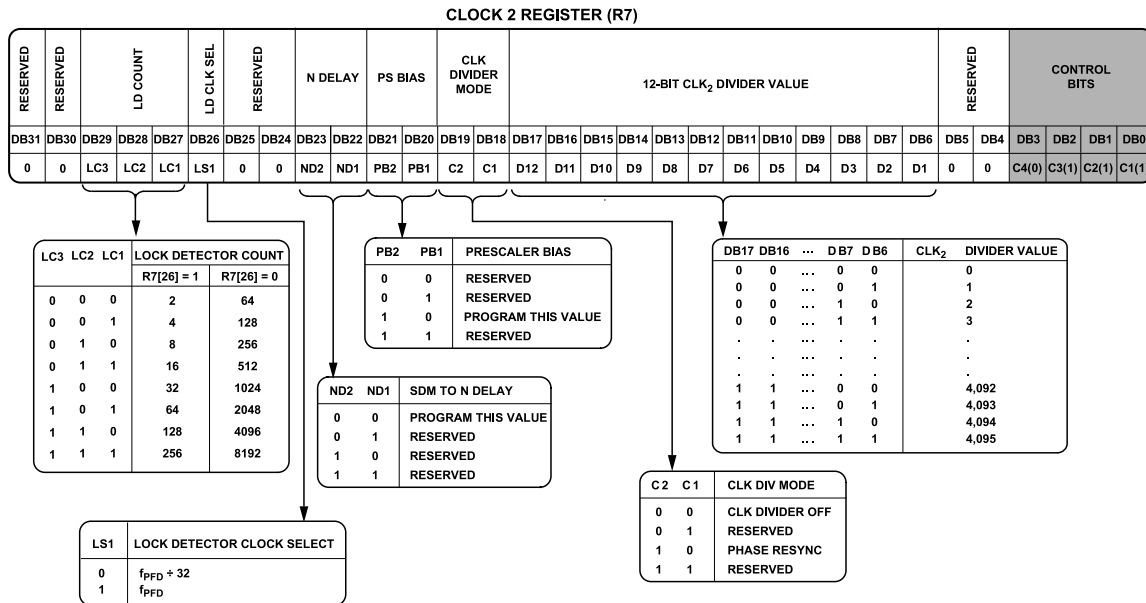 CLOCK 2 REGISTER (R7)
RESERVED RESERVED LD COUNT LD CLK SEL RESERVED N DELAY PS BIAS CLK DIVIDER MODE 12-BIT CLK2 DIVIDER VALUE RESERVED CONTROL BITS
DB31 DB30 DB29 DB28 DB27 DB26 DB25 DB24 DB23 DB22 DB21 DB20 DB19 DB18 DB17 DB16 DB15 DB14 DB13 DB12 DB11 DB10 DB9 DB8 DB7 DB6 DB5 DB4 DB3 DB2 DB1 DB0
0 0 LC3 LC2 LC1 LS1 0 0 ND2 ND1 PB2 PB1 C2 C1 D12 D11 D10 D9 D8 D7 D6 D5 D4 D3 D2 D1 0 0 C4(0) C3(1) C2(1) C1(1
LC3 LC2 LC1 LOCK DETECTOR COUNT
R7[26] = 1 R7[26] = 0
0 0 0 2 64
0 0 1 4 128
0 1 0 8 256
0 1 1 16 512
1 0 0 32 1024
1 0 1 64 2048
1 1 0 128 4096
1 1 1 256 8192
PB2 PB1 PRESCALER BIAS
0 0 RESERVED
0 1 RESERVED
1 0 PROGRAM THIS VALUE
1 1 RESERVED
DB17 DB16 ... DB7 DB6 CLK2 DIVIDER VALUE
0 0 ... 0 0 0
0 0 ... 0 1 1
0 0 ... 1 0 2
0 0 ... 1 1 3
. . . . . .
. . . . . .
. . . . . .
1 1 ... 0 0 4,092
1 1 ... 0 1 4,093
1 1 ... 1 0 4,094
1 1 ... 1 1 4,095
ND2 ND1 SDM TO N DELAY
0 0 PROGRAM THIS VALUE
0 1 RESERVED
1 0 RESERVED
1 1 RESERVED
C2 C1 CLK DIV MODE
0 0 CLK DIVIDER OFF
0 1 RESERVED
1 0 PHASE RESYNC
1 1 RESERVED
LS1 LOCK DETECTOR CLOCK SELECT
0 fPFD ÷ 32
1 fPFD